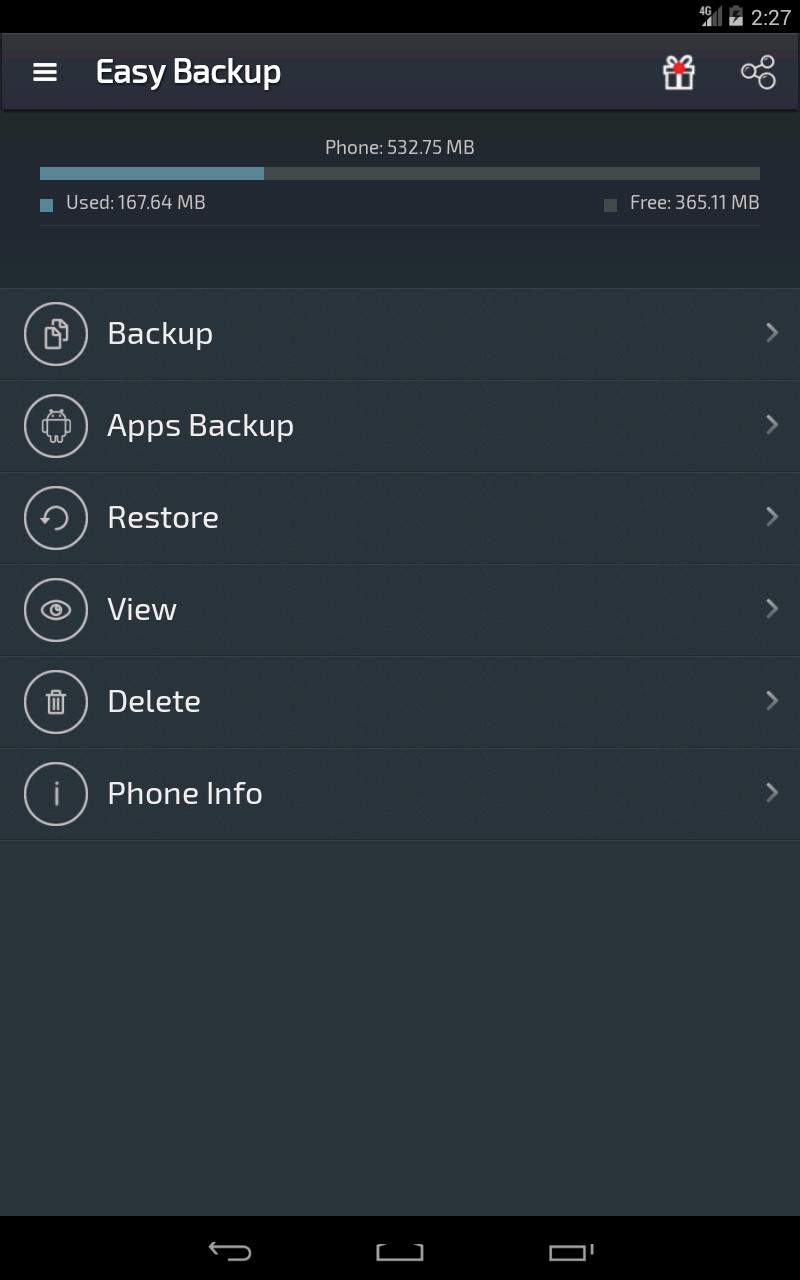 4G 2:27
Easy Backup
Phone: 532.75 MB
Used: 167.64 MB Free: 365.11 MB
Backup
Apps Backup
Restore
View
Delete
Phone Info